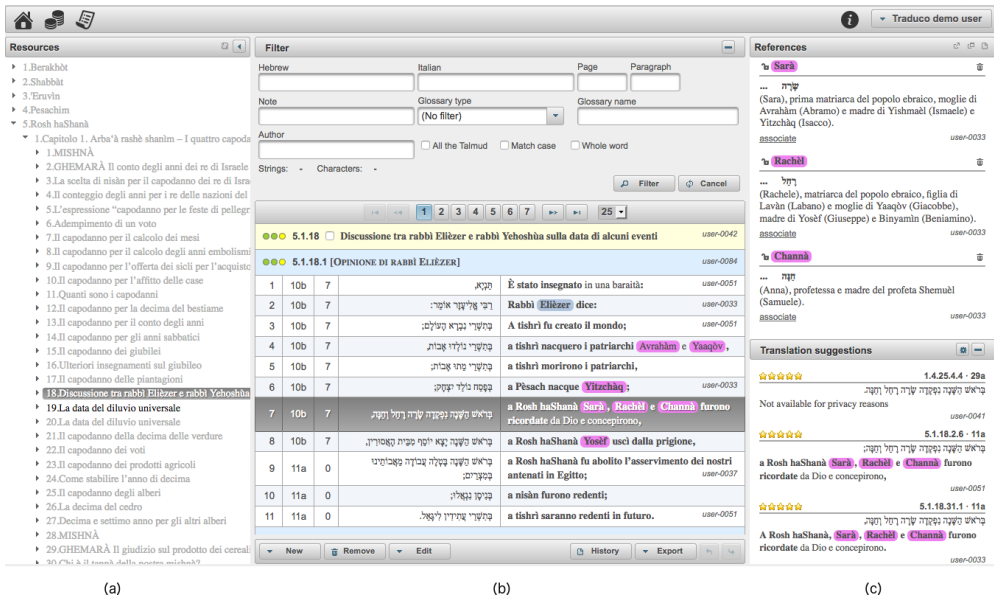 Traduco demo user
Resources
1.Berakhòt
2.Shabbàt
3.'Eruvin
4.Pesachim
5.Rosh haShanà
1.Capitolo 1. Arba'à rashè shanìm – I quattro capoda
1.MISHNÀ
2.GHEMARÀ Il conto degli anni dei re di Israele
3.La scelta di nisàn per il capodanno dei re di Isra
4.Il conteggio degli anni per i re delle nazioni del
5.L'espressione "capodanno per le feste di pellegr
6.Adempimento di un voto
7.Il capodanno per il calcolo dei mesi
8.Il capodanno per il calcolo degli anni embolismi
9.Il capodanno per l'offerta dei sicli per l'acquisto
10.Il capodanno per l'affitto delle case
11.Quanti sono i capodanni
12.Il capodanno per la decima del bestiame
13.Il capodanno per il conto degli anni
14.Il capodanno per gli anni sabbatici
15.Il capodanno dei giubilei
16.Ulteriori insegnamenti sul giubileo
17.Il capodanno delle piantagioni
18.Discussione tra rabbì Elièzer e rabbì Yehoshùa
19.La data del diluvio universale
20.La data del diluvio universale
21.Il capodanno della decima delle verdure
22.Il capodanno dei voti
23.Il capodanno dei prodotti agricoli
24.Come stabilire l'anno di decima
25.Il capodanno degli alberi
26.La decima del cedro
27.Decima e settimo anno per gli altri alberi
28.MISHNÀ
29.GHEMARÀ Il giudizio sul prodotto dei cereali
30.Chi è il tannà della nostra mishnà?
(a)
Filter
Hebrew Italian Page Paragraph
Note Glossary type Glossary name
(No filter)
Author
All the Talmud Match case Whole word
Strings: - Characters: -
Filter Cancel
1 2 3 4 5 6 7 25
5.1.18 Discussione tra rabbì Elièzer e rabbì Yehoshùa sulla data di alcuni eventi user-0042
5.1.18.1 [OPINIONE DI RABBÌ ELIÈZER] user-0084
1 10b 7 תַּנְיָא, È stato insegnato in una baraità: user-0051
2 10b 7 רַבִּי אֱלִיעֶזֶר אוֹמֵר: Rabbì Elièzer dice: user-0033
3 10b 7 בְּתִשְׁרֵי נִבְרָא הָעוֹלָם; A tishrì fu creato il mondo; user-0051
4 10b 7 בְּתִשְׁרֵי נוֹלְדוּ אָבוֹת, a tishrì nacquero i patriarchi Avrahàm e Yaaqòv,
5 10b 7 בְּתִשְׁרֵי מֵתוּ אָבוֹת; a tishrì morirono i patriarchi,
6 10b 7 בְּפֶסַח נוֹלַד יִצְחָק; a Pèsach nacque Yitzchàq; user-0033
7 10b 7 בְּרֹאשׁ הַשָּׁנָה נִפְקְדָה שָׂרָה רָחֵל וְחַנָּה, a Rosh haShanà Sarà, Rachèl e Channà furono
ricordate da Dio e concepirono,
8 10b 7 בְּרֹאשׁ הַשָּׁנָה יָצָא יוֹסֵף מִבֵּית הָאֲסוּרִין, a Rosh haShanà Yosèf uscì dalla prigione,
9 11a 0 בְּרֹאשׁ הַשָּׁנָה בָּטְלָה עֲבוֹדָה מֵאֲבוֹתֵינוּ a Rosh haShanà fu abolito l'asservimento dei nostri
בְּמִצְרַיִם; antenati in Egitto; user-0037
10 11a 0 בְּנִיסָן נִגְאֲלוּ; a nisàn furono redenti;
11 11a 0 בְּתִשְׁרֵי עֲתִידִין לִיגָּאֵל. a tishrì saranno redenti in futuro. user-0051
New Remove Edit History Export
(b)
References
Sarà
... שָׂרָה
(Sara), prima matriarca del popolo ebraico, moglie di
Avrahàm (Abramo) e madre di Yishmaèl (Ismaele) e
Yitzchàq (Isacco).
associate user-0033
Rachèl
... רָחֵל
(Rachele), matriarca del popolo ebraico, figlia di
Lavàn (Labano) e moglie di Yaaqòv (Giacobbe),
madre di Yosèf (Giuseppe) e Binyamìn (Beniamino).
associate user-0033
Channà
... חַנָּה
(Anna), profetessa e madre del profeta Shemuèl
(Samuele).
associate user-0033
Translation suggestions
1.4.25.4.4 · 29a
בְּרֹאשׁ הַשָּׁנָה נִפְקְדָה שָׂרָה רָחֵל וְחַנָּה.
Not available for privacy reasons
user-0041
5.1.18.2.6 · 11a
בְּרֹאשׁ הַשָּׁנָה נִפְקְדָה שָׂרָה רָחֵל וְחַנָּה;
a Rosh haShanà Sarà, Rachèl e Channà furono
ricordate da Dio e concepirono,
user-0051
5.1.18.31.1 · 11a
בְּרֹאשׁ הַשָּׁנָה נִפְקְדָה שָׂרָה רָחֵל וְחַנָּה,
A Rosh haShanà, Sarà, Rachèl e Channà furono
ricordate da Dio e concepirono.
user-0033
(c)